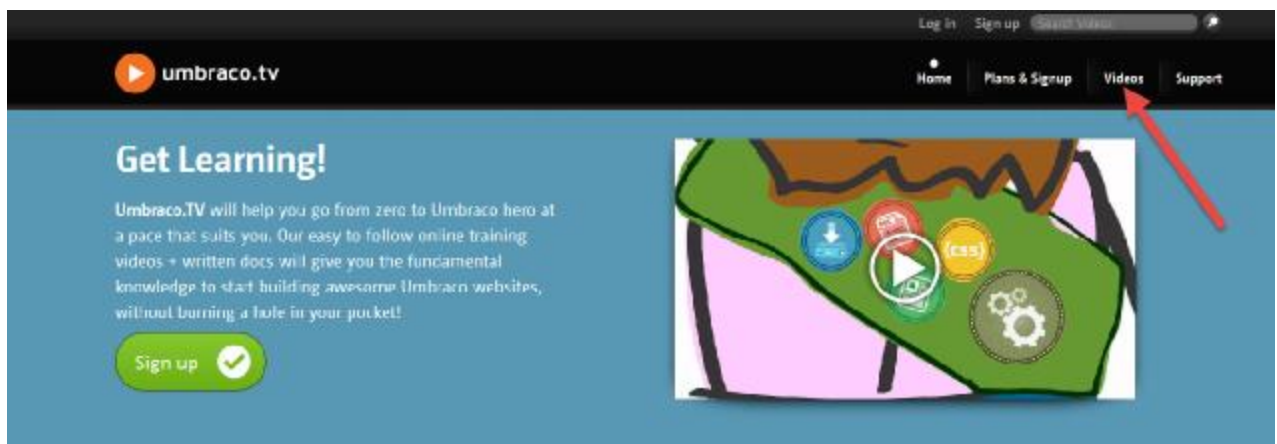 Log in Sign up Search Videos
umbraco.tv
Home Plans & Signup Videos Support
Get Learning!
Umbraco.TV will help you go from zero to Umbraco hero at
a pace that suits you. Our easy to follow online training
videos + written docs will give you the fundamental
knowledge to start building awesome Umbraco websites,
without burning a hole in your pocket!
{css}
Sign up